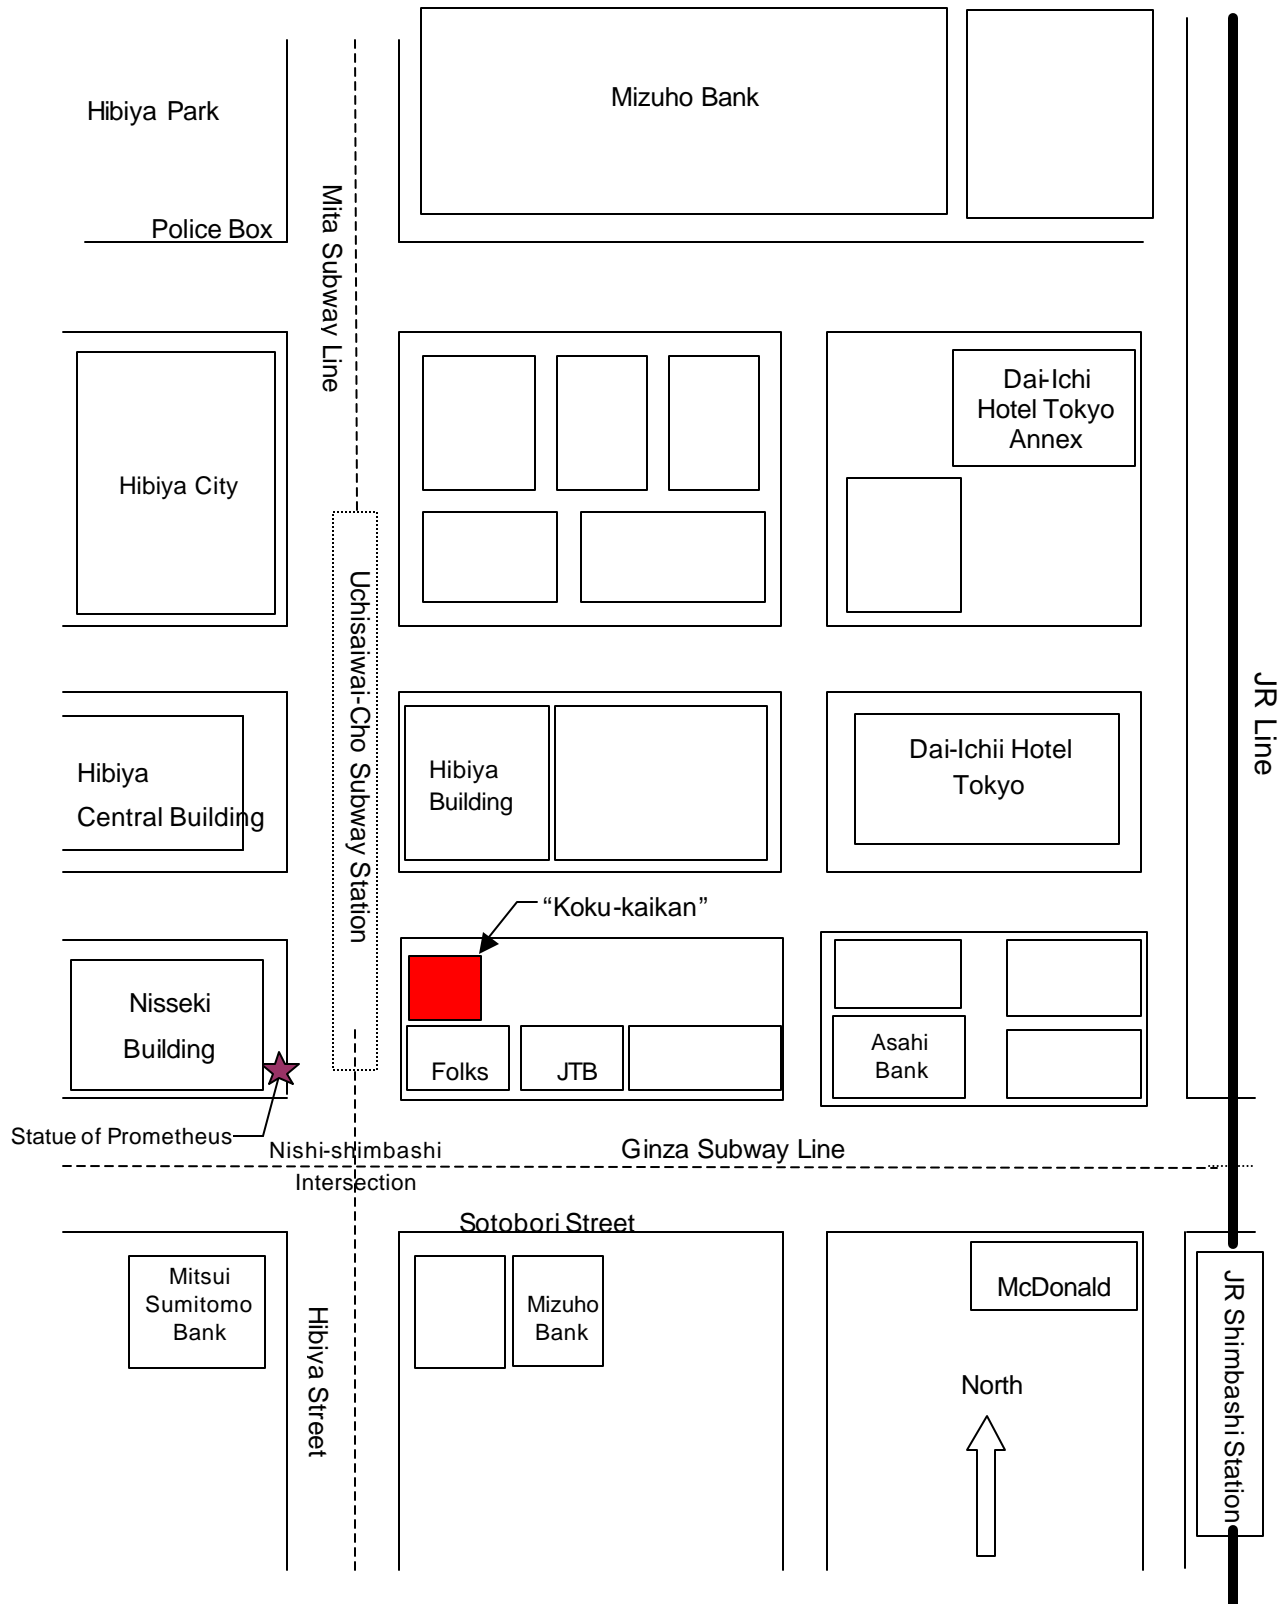 Mizuho Bank
Hibiya Park
Police Box
Mita Subway Line
Dai-Ichi
Hotel Tokyo
Annex
Hibiya City
Uchisaiwai-Cho Subway Station
JR Line
Hibiya
Central Building
Hibiya
Building
Dai-Ichii Hotel
Tokyo
“Koku-kaikan”
Nisseki
Building
Folks
JTB
Asahi
Bank
Statue of Prometheus
Nishi-shimbashi
Intersection
Ginza Subway Line
Sotobori Street
Mitsui
Sumitomo
Bank
Hibiya Street
Mizuho
Bank
McDonald
JR Shimbashi Station
North